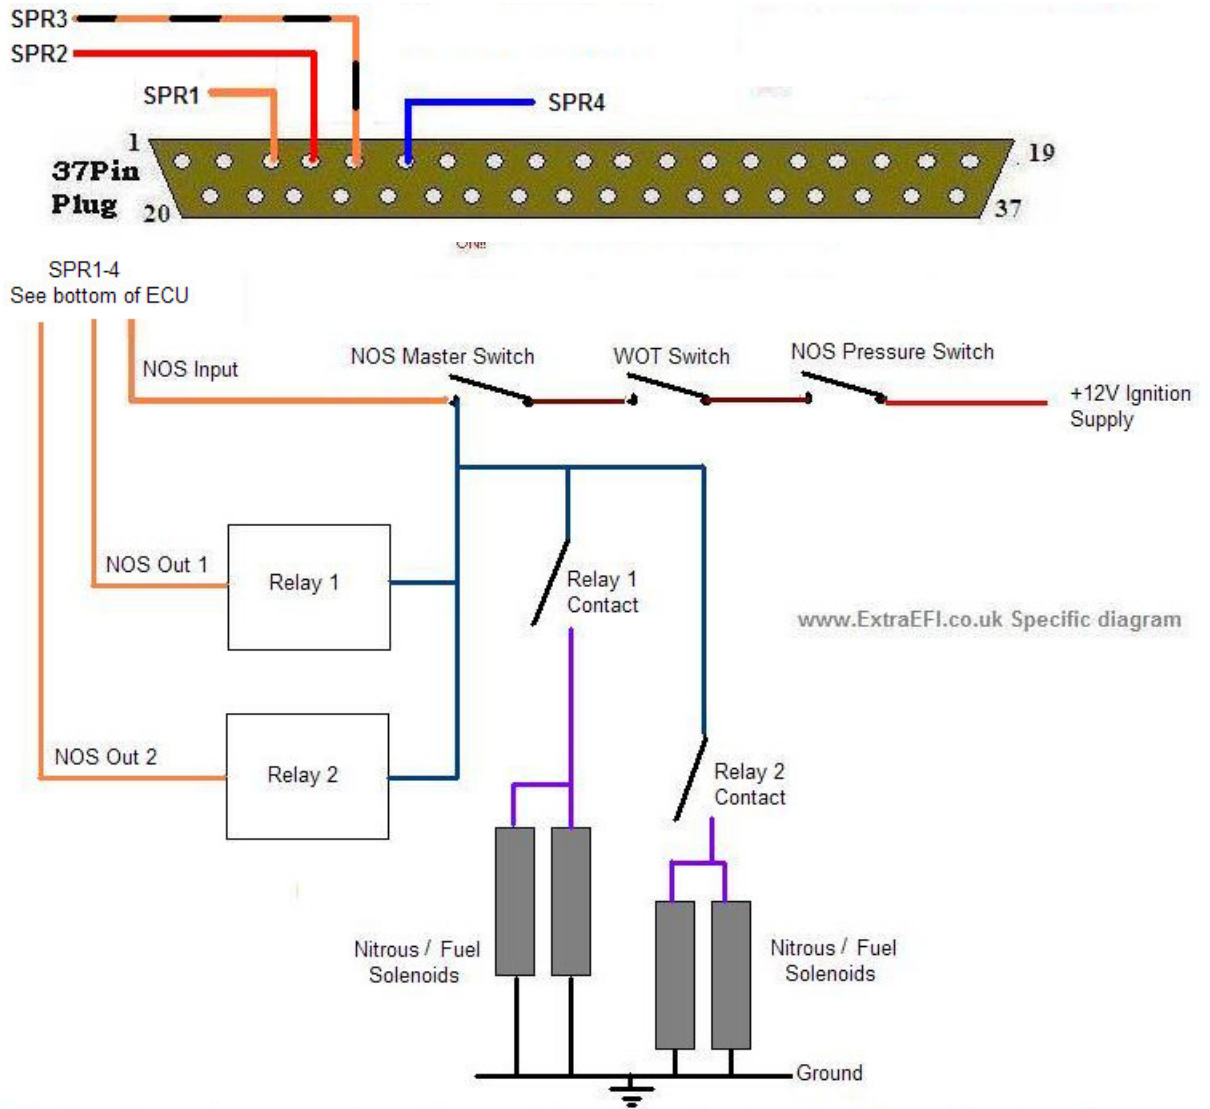 SPR3
SPR2
SPR1
SPR4
1
19
37Pin
Plug
20
37
SPR1-4
See bottom of ECU
NOS Input
NOS Master Switch
WOT Switch
NOS Pressure Switch
+12V Ignition
Supply
NOS Out 1
Relay 1
Relay 1
Contact
www.ExtraEFI.co.uk Specific diagram
NOS Out 2
Relay 2
Relay 2
Contact
Nitrous / Fuel
Solenoids
Nitrous / Fuel
Solenoids
Ground